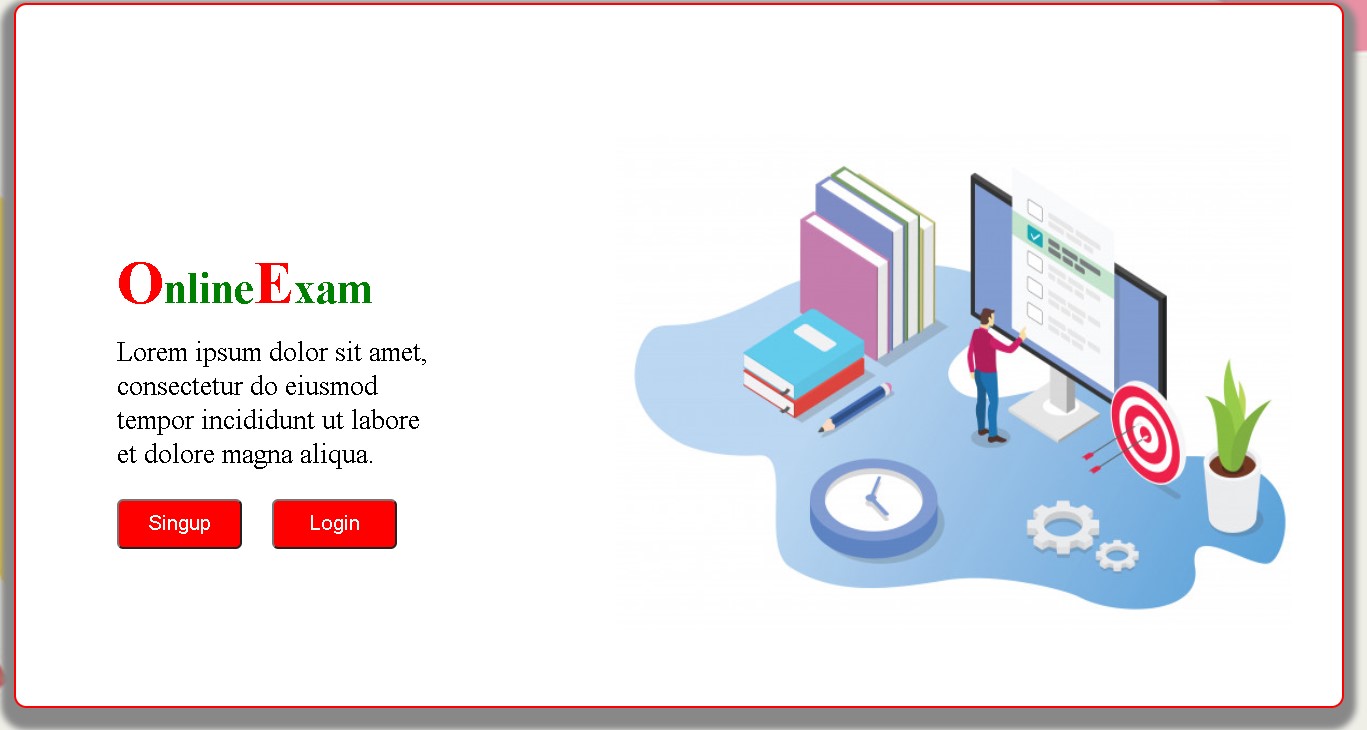 OnlineExam
Lorem ipsum dolor sit amet,
consectetur do eiusmod
tempor incididunt ut labore
et dolore magna aliqua.
Singup Login